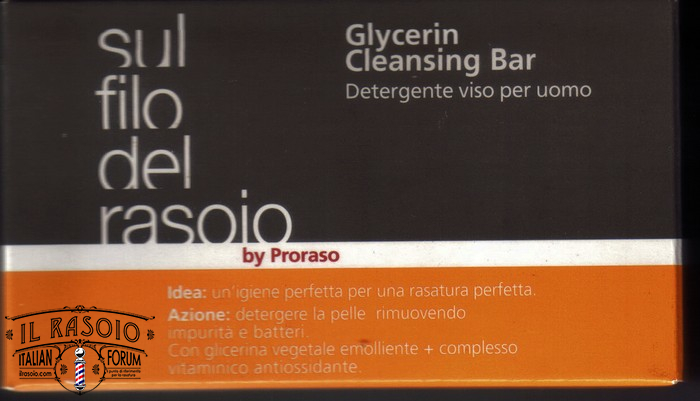 sul
filo
del
rasoio
by Proraso
Glycerin
Cleansing Bar
Detergente viso per uomo
Idea: un'igiene perfetta per una rasatura perfetta.
Azione: detergere la pelle rimuovendo
impurità e batteri.
Con glicerina vegetale emolliente + complesso
vitaminico antiossidante.
IL RASOIO
ITALIAN FORUM
ilrasoio.com